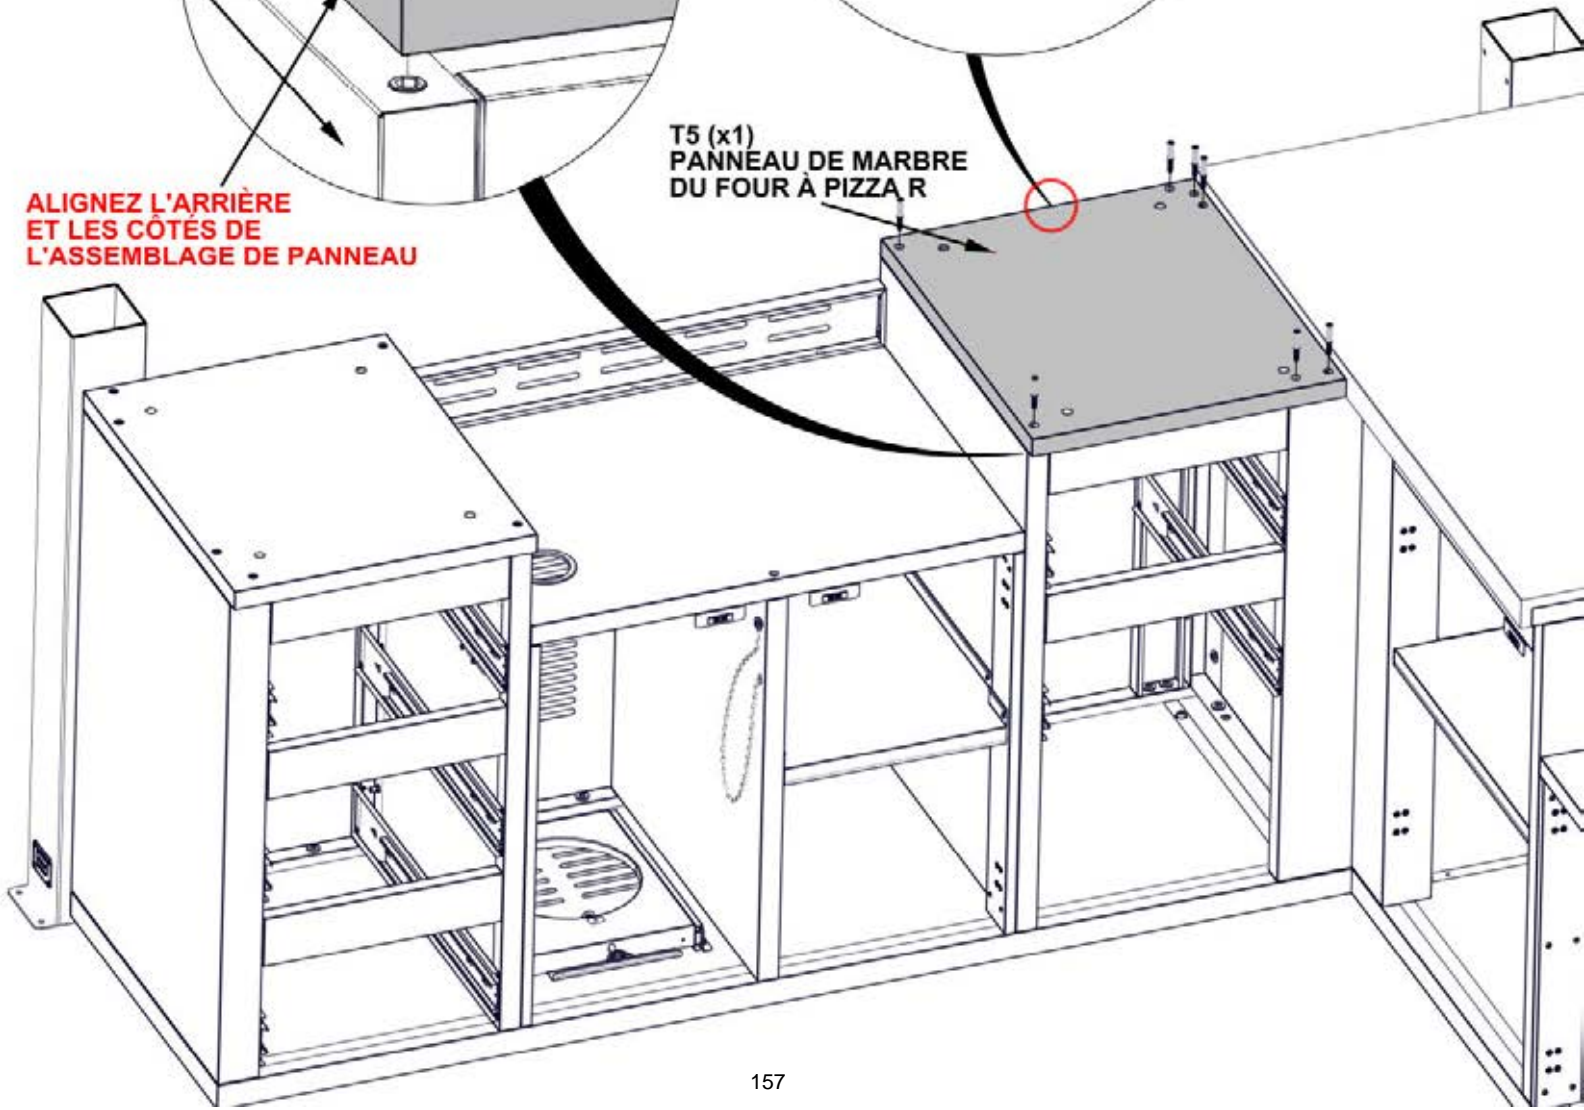 T5 (x1)
PANNEAU DE MARBRE
DU FOUR À PIZZA R
ALIGNEZ L'ARRIÈRE
ET LES CÔTÉS DE
L'ASSEMBLAGE DE PANNEAU
157